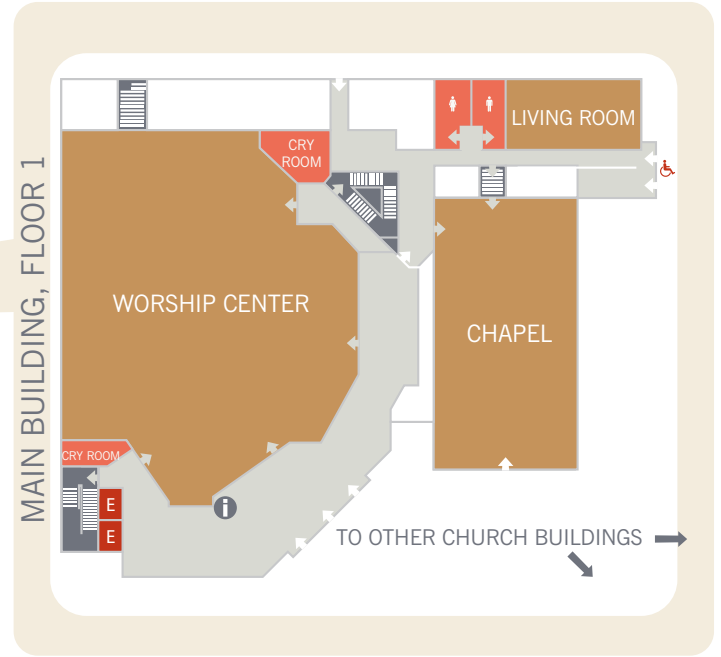 MAIN BUILDING, FLOOR 1
CRY
ROOM
LIVING ROOM
WORSHIP CENTER
CHAPEL
CRY ROOM
E
E
i
TO OTHER CHURCH BUILDINGS